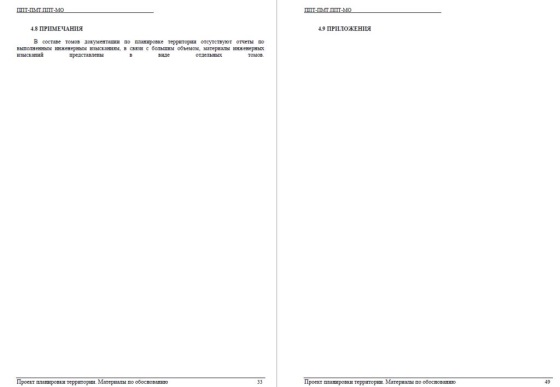 ППТ-ПМТ.ППТ-МО
4.8 ПРИМЕЧАНИЯ
В составе томов документации по планировке территории отсутствуют отчеты по
выполненным инженерным изысканиям, в связи с большим объемом, материалы инженерных
изысканий представлены в виде отдельных томов.
Проект планировки территории. Материалы по обоснованию 33
ППТ-ПМТ.ППТ-МО
4.9 ПРИЛОЖЕНИЯ
Проект планировки территории. Материалы по обоснованию 49